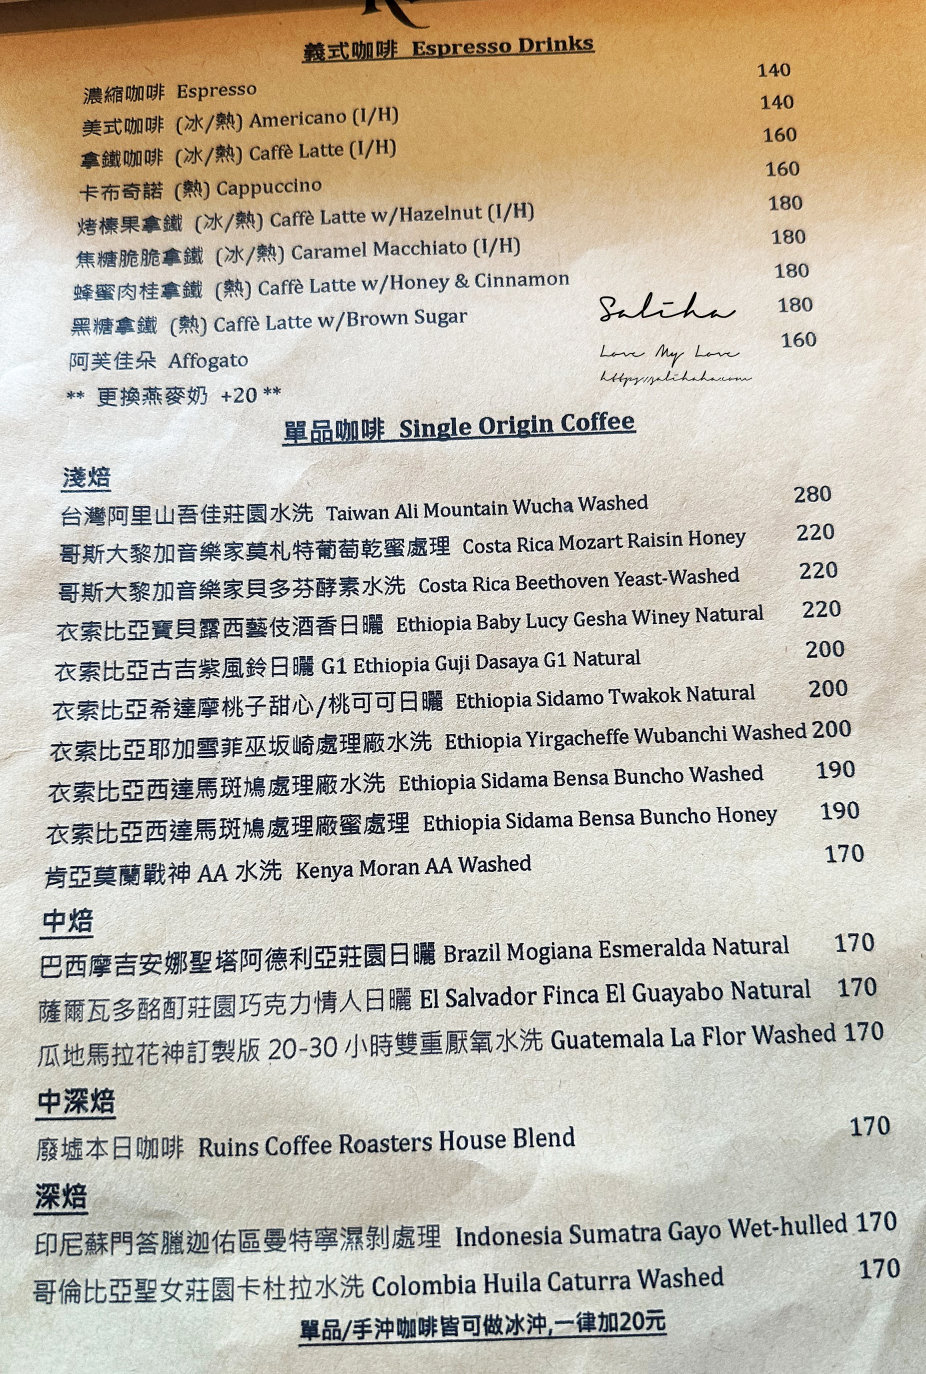 義式咖啡 Espresso Drinks
濃縮咖啡 Espresso 140
美式咖啡 (冰/熱) Americano (I/H) 140
拿鐵咖啡 (冰/熱) Caffè Latte (I/H) 160
卡布奇諾 (熱) Cappuccino 160
烤榛果拿鐵 (冰/熱) Caffè Latte w/Hazelnut (I/H) 180
焦糖脆脆拿鐵 (冰/熱) Caramel Macchiato (I/H) 180
蜂蜜肉桂拿鐵 (熱) Caffè Latte w/Honey & Cinnamon 180
黑糖拿鐵 (熱) Caffè Latte w/Brown Sugar 180
阿芙佳朵 Affogato 160
** 更換燕麥奶 +20 **
Saliha
Love My Love
單品咖啡 Single Origin Coffee
淺焙
台灣阿里山吾佳莊園水洗 Taiwan Ali Mountain Wucha Washed 280
哥斯大黎加音樂家莫札特葡萄乾蜜處理 Costa Rica Mozart Raisin Honey 220
哥斯大黎加音樂家貝多芬酵素水洗 Costa Rica Beethoven Yeast-Washed 220
衣索比亞寶貝露西藝伎酒香日曬 Ethiopia Baby Lucy Gesha Winey Natural 220
衣索比亞古吉紫風鈴日曬 G1 Ethiopia Guji Dasaya G1 Natural 200
衣索比亞希達摩桃子甜心/桃可可日曬 Ethiopia Sidamo Twakok Natural 200
衣索比亞耶加雪菲巫坂崎處理廠水洗 Ethiopia Yirgacheffe Wubanchi Washed 200
衣索比亞西達馬斑鳩處理廠水洗 Ethiopia Sidama Bensa Buncho Washed 190
衣索比亞西達馬斑鳩處理廠蜜處理 Ethiopia Sidama Bensa Buncho Honey 190
肯亞莫蘭戰神 AA 水洗 Kenya Moran AA Washed 170
中焙
巴西摩吉安娜聖塔阿德利亞莊園日曬 Brazil Mogiana Esmeralda Natural 170
薩爾瓦多酩酊莊園巧克力情人日曬 El Salvador Finca El Guayabo Natural 170
瓜地馬拉花神訂製版 20-30 小時雙重厭氧水洗 Guatemala La Flor Washed 170
中深焙
廢墟本日咖啡 Ruins Coffee Roasters House Blend 170
深焙
印尼蘇門答臘迦佑區曼特寧濕剝處理 Indonesia Sumatra Gayo Wet-hulled 170
哥倫比亞聖女莊園卡杜拉水洗 Colombia Huila Caturra Washed 170
單品/手沖咖啡皆可做冰沖,一律加20元